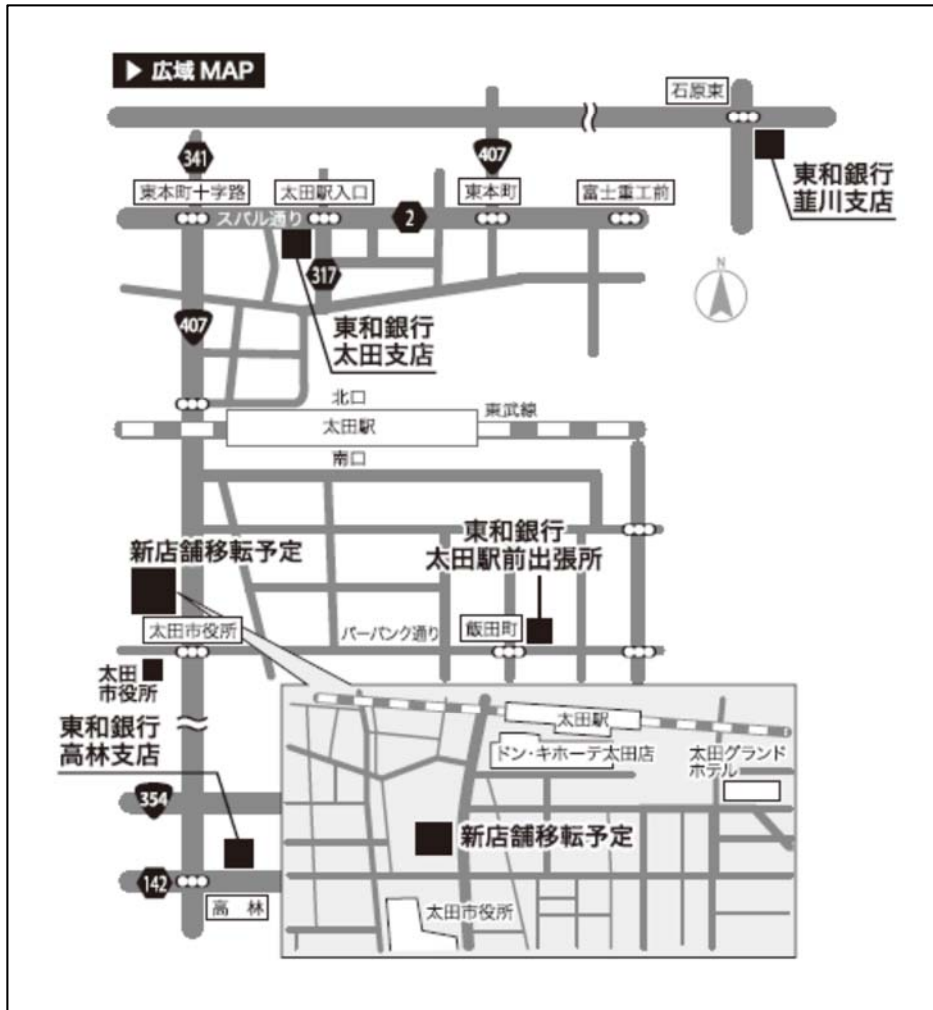 ▶ 広域 MAP
石原東
341
407
東和銀行
韮川支店
東本町十字路
太田駅入口
東本町
富士重工前
スバル通り
2
317
N
407
東和銀行
太田支店
北口
東武線
太田駅
南口
東和銀行
太田駅前出張所
新店舗移転予定
太田市役所
バーバンク通り
飯田町
太田
市役所
東和銀行
高林支店
太田駅
ドン・キホーテ太田店
太田グランド
ホテル
354
新店舗移転予定
142
高 林
太田市役所